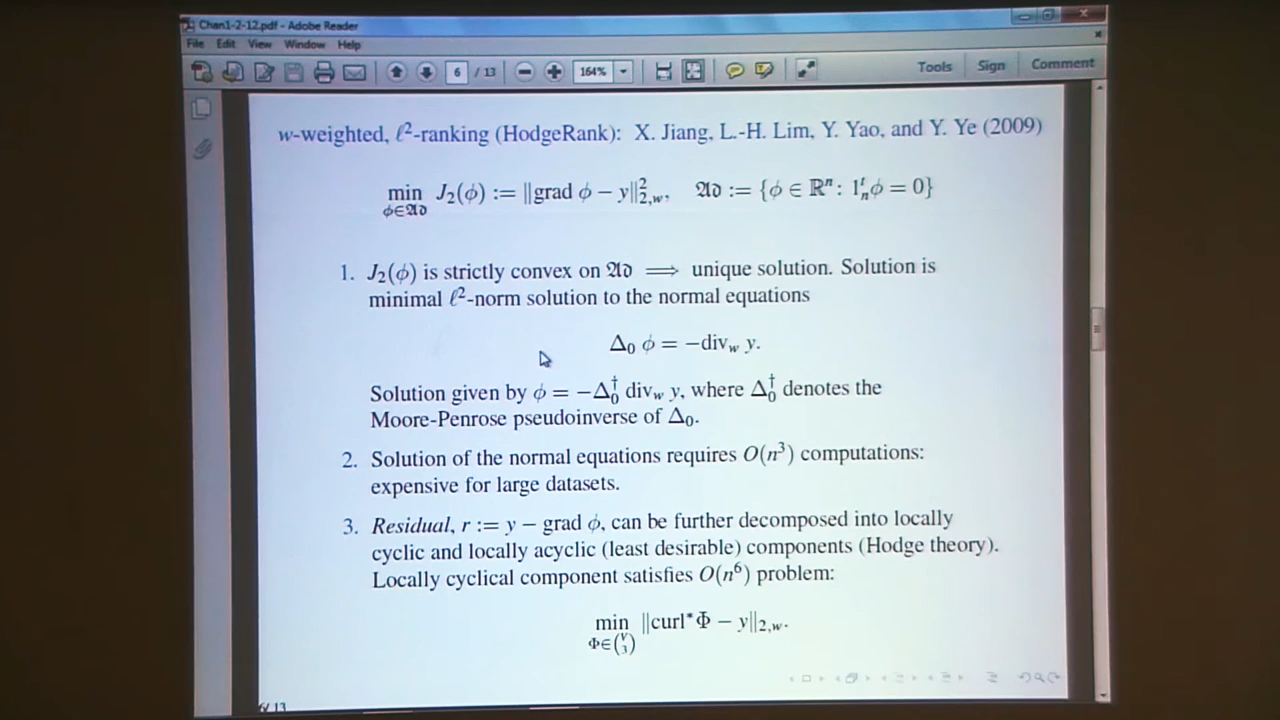 Chan1-2-12.pdf - Adobe Reader
File Edit View Window Help
6 / 13 164% Tools Sign Comment
w-weighted, ℓ²-ranking (HodgeRank): X. Jiang, L.-H. Lim, Y. Yao, and Y. Ye (2009)
min J₂(ϕ) := ‖grad ϕ − y‖²₂,w, 𝔄𝔡 := {ϕ ∈ ℝⁿ : 1ᵗₙϕ = 0}
ϕ∈𝔄𝔡
1. J₂(ϕ) is strictly convex on 𝔄𝔡 ⟹ unique solution. Solution is
minimal ℓ²-norm solution to the normal equations
Δ₀ ϕ = −div_w y.
Solution given by ϕ = −Δ₀† div_w y, where Δ₀† denotes the
Moore-Penrose pseudoinverse of Δ₀.
2. Solution of the normal equations requires O(n³) computations:
expensive for large datasets.
3. Residual, r := y − grad ϕ, can be further decomposed into locally
cyclic and locally acyclic (least desirable) components (Hodge theory).
Locally cyclical component satisfies O(n⁶) problem:
min ‖curl*Φ − y‖₂,w.
Φ∈(V 3)
6/13